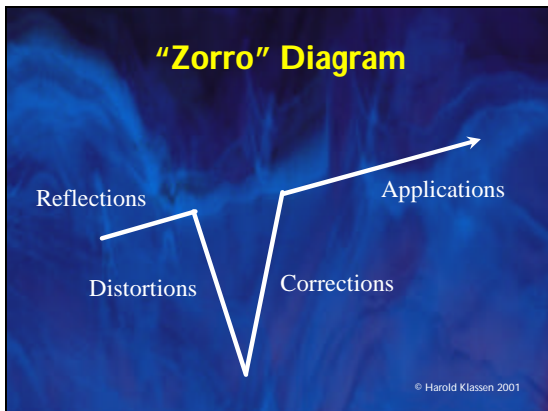 “Zorro” Diagram
Reflections
Applications
Distortions
Corrections
© Harold Klassen 2001